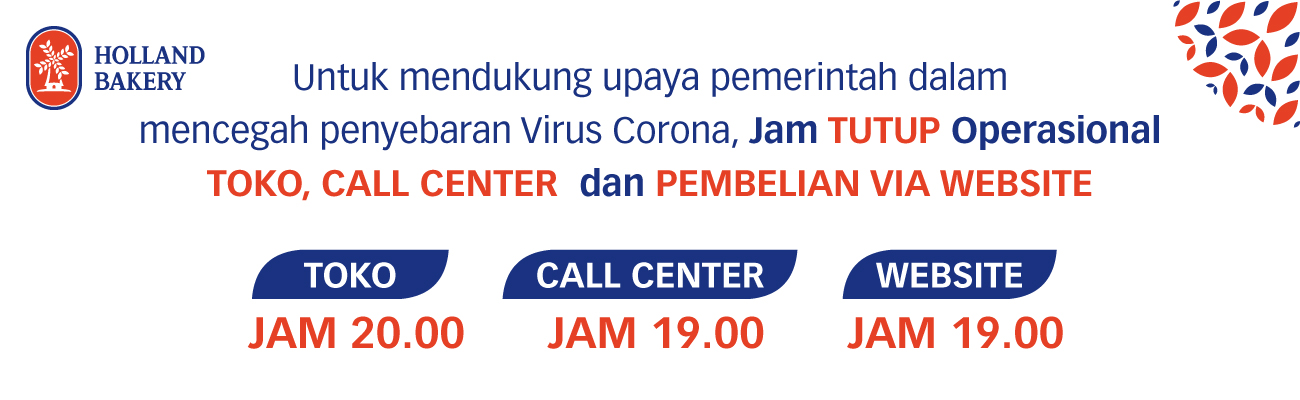 HOLLAND
BAKERY
Untuk mendukung upaya pemerintah dalam
mencegah penyebaran Virus Corona, Jam TUTUP Operasional
TOKO, CALL CENTER dan PEMBELIAN VIA WEBSITE
TOKO CALL CENTER WEBSITE
JAM 20.00 JAM 19.00 JAM 19.00